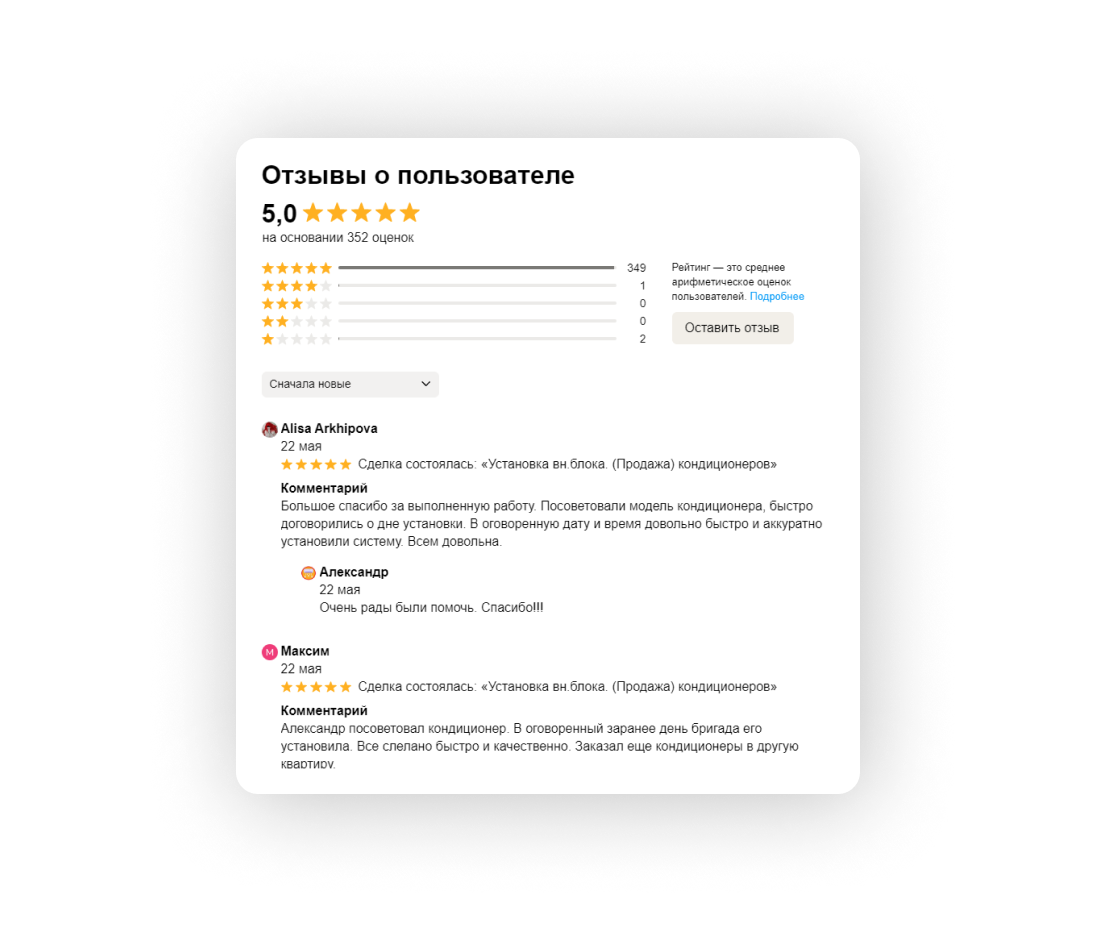 Отзывы о пользователе
5,0
на основании 352 оценок
349
1
0
0
2
Рейтинг — это среднее
арифметическое оценок
пользователей. Подробнее
Оставить отзыв
Сначала новые
Alisa Arkhipova
22 мая
Сделка состоялась: «Установка вн.блока. (Продажа) кондиционеров»
Комментарий
Большое спасибо за выполненную работу. Посоветовали модель кондиционера, быстро
договорились о дне установки. В оговоренную дату и время довольно быстро и аккуратно
установили систему. Всем довольна.
Александр
22 мая
Очень рады были помочь. Спасибо!!!
М
Максим
22 мая
Сделка состоялась: «Установка вн.блока. (Продажа) кондиционеров»
Комментарий
Александр посоветовал кондиционер. В оговоренный заранее день бригада его
установила. Все слелано быстро и качественно. Заказал еще кондиционеры в другую
квартиру.